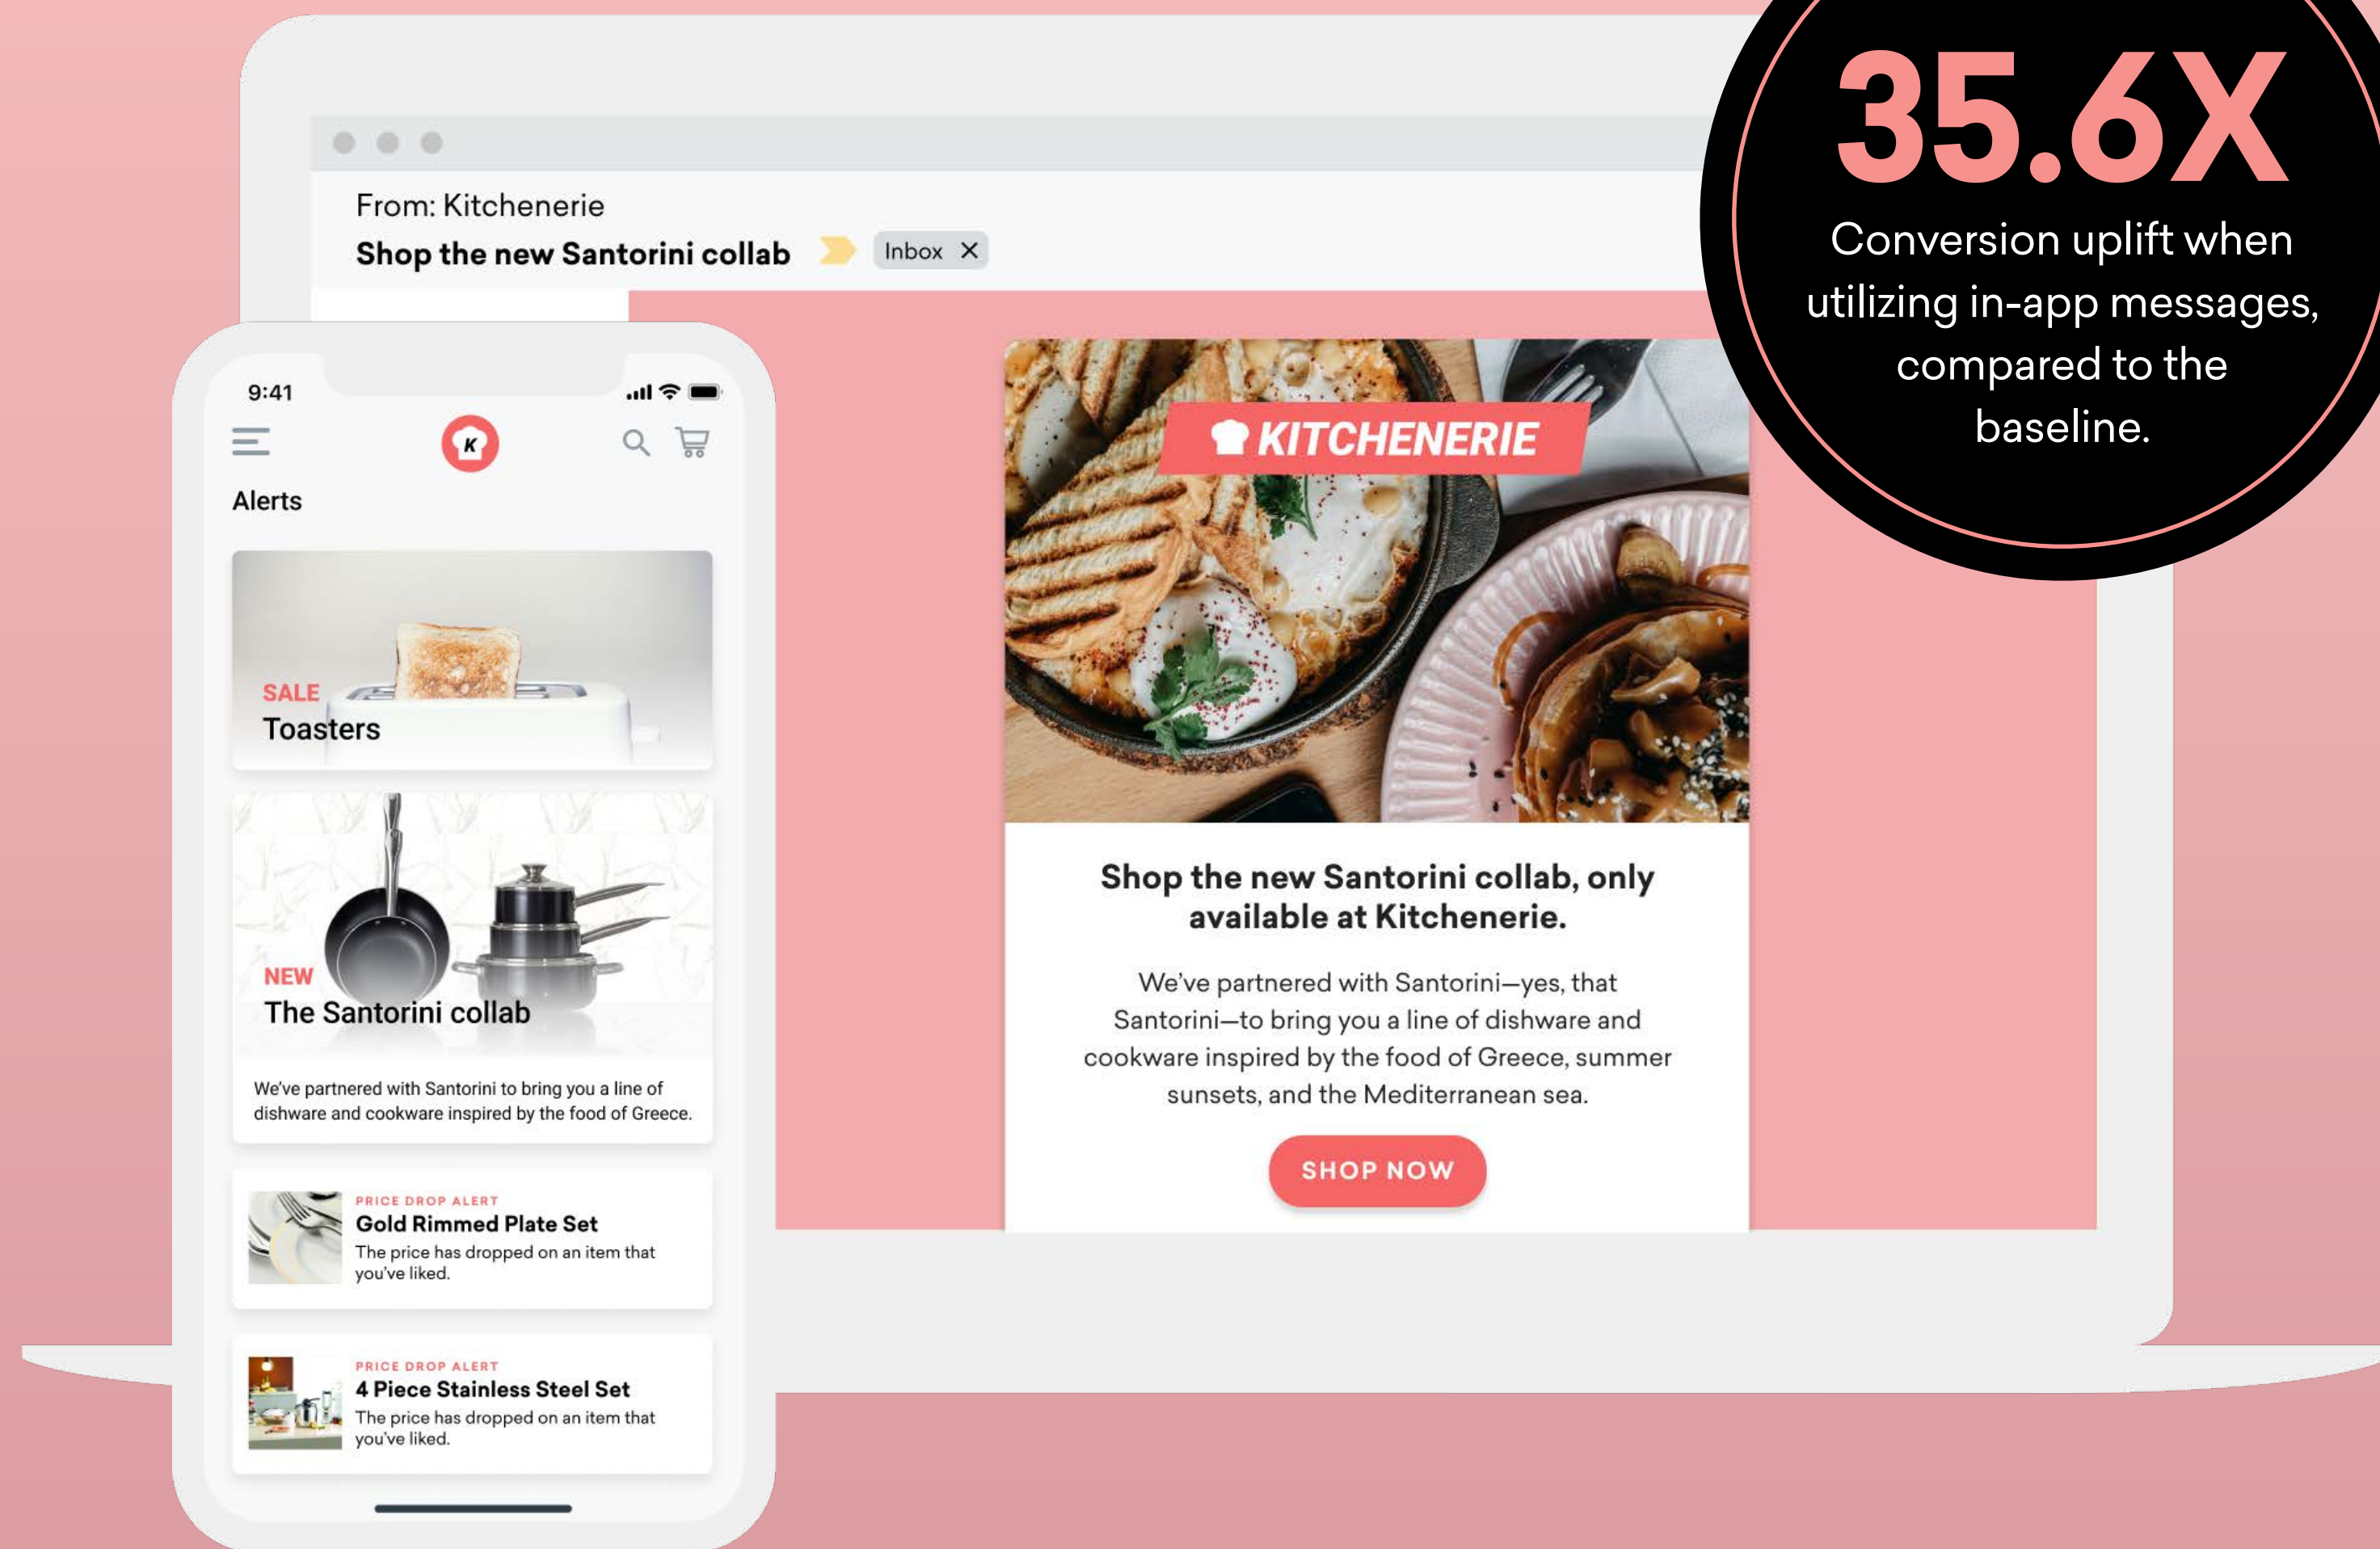 35.6X
Conversion uplift when
utilizing in-app messages,
compared to the
baseline.
From: Kitchenerie
Shop the new Santorini collab
Inbox X
9:41
K
Alerts
SALE
Toasters
NEW
The Santorini collab
We've partnered with Santorini to bring you a line of
dishware and cookware inspired by the food of Greece.
PRICE DROP ALERT
Gold Rimmed Plate Set
The price has dropped on an item that
you've liked.
PRICE DROP ALERT
4 Piece Stainless Steel Set
The price has dropped on an item that
you've liked.
KITCHENERIE
Shop the new Santorini collab, only
available at Kitchenerie.
We've partnered with Santorini—yes, that
Santorini—to bring you a line of dishware and
cookware inspired by the food of Greece, summer
sunsets, and the Mediterranean sea.
SHOP NOW